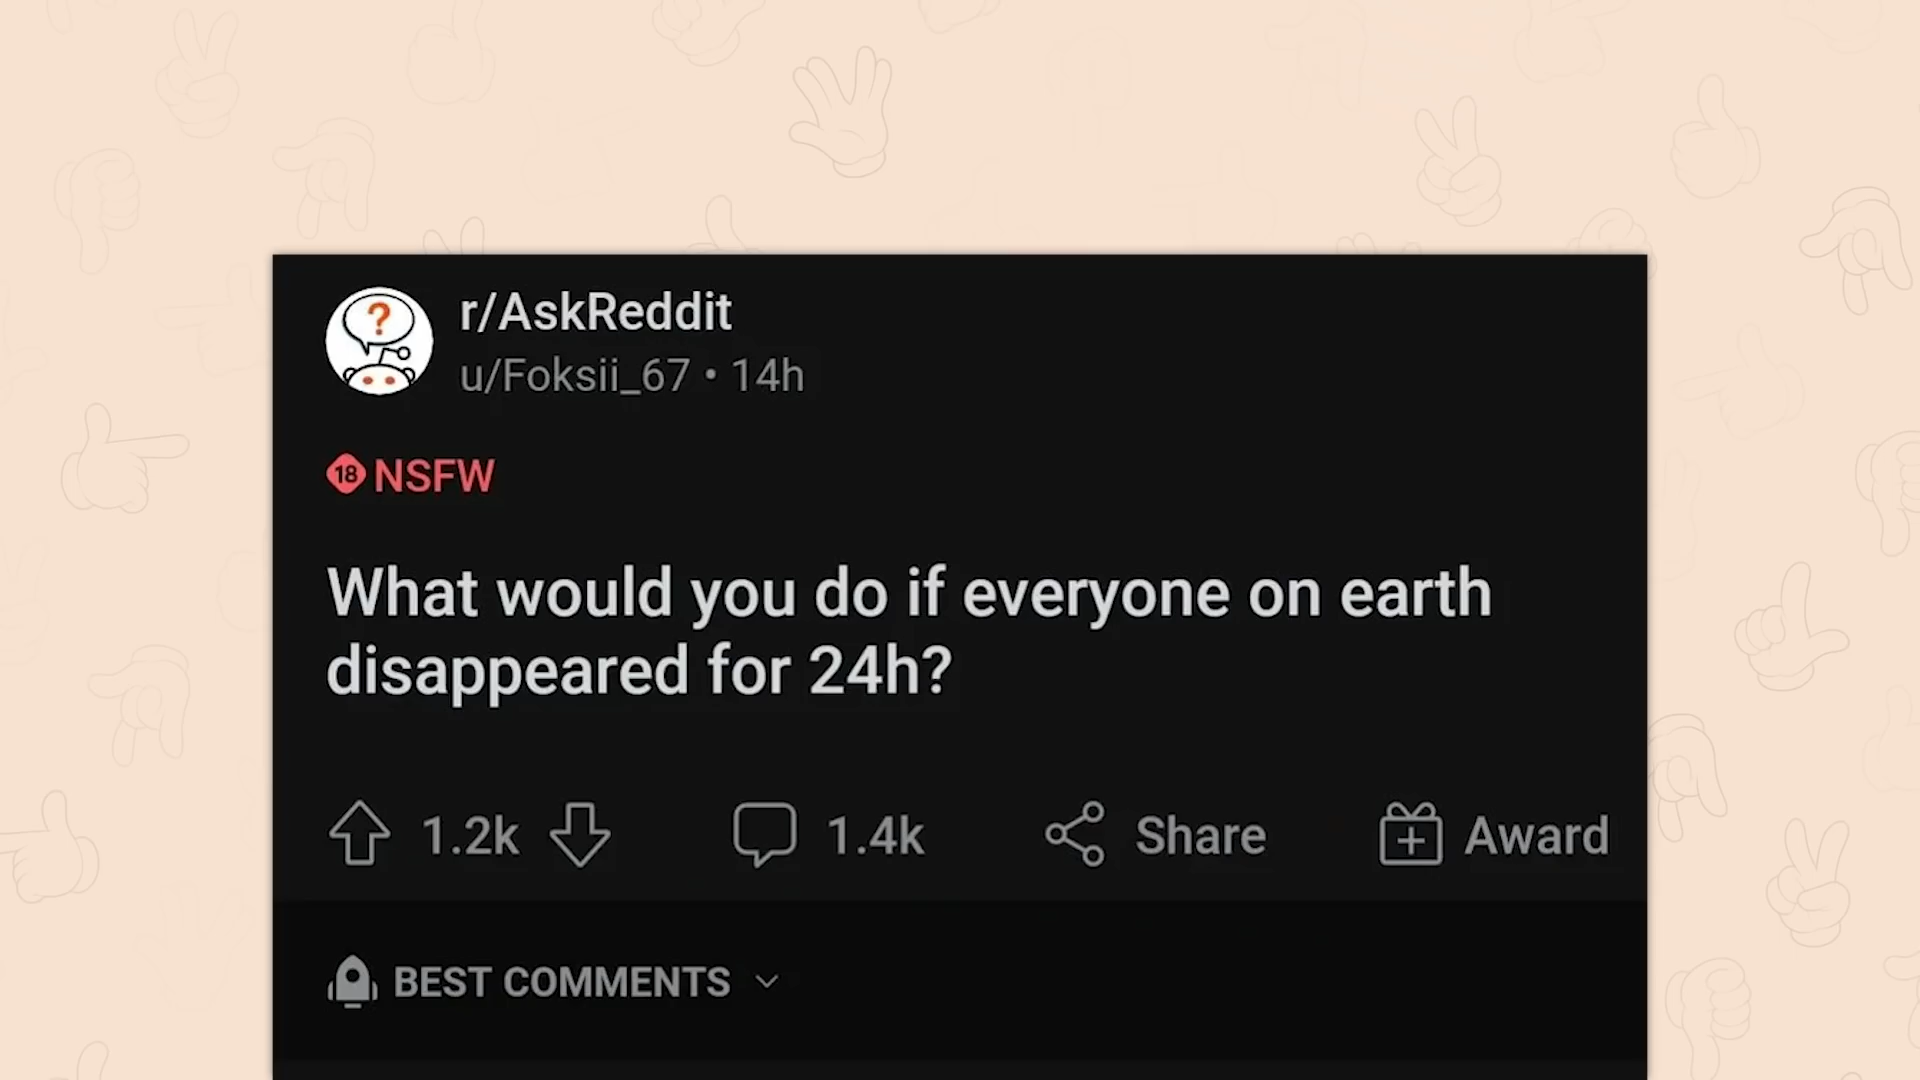 r/AskReddit
u/Foksii_67 • 14h
18 NSFW
What would you do if everyone on earth
disappeared for 24h?
1.2k 1.4k Share Award
BEST COMMENTS